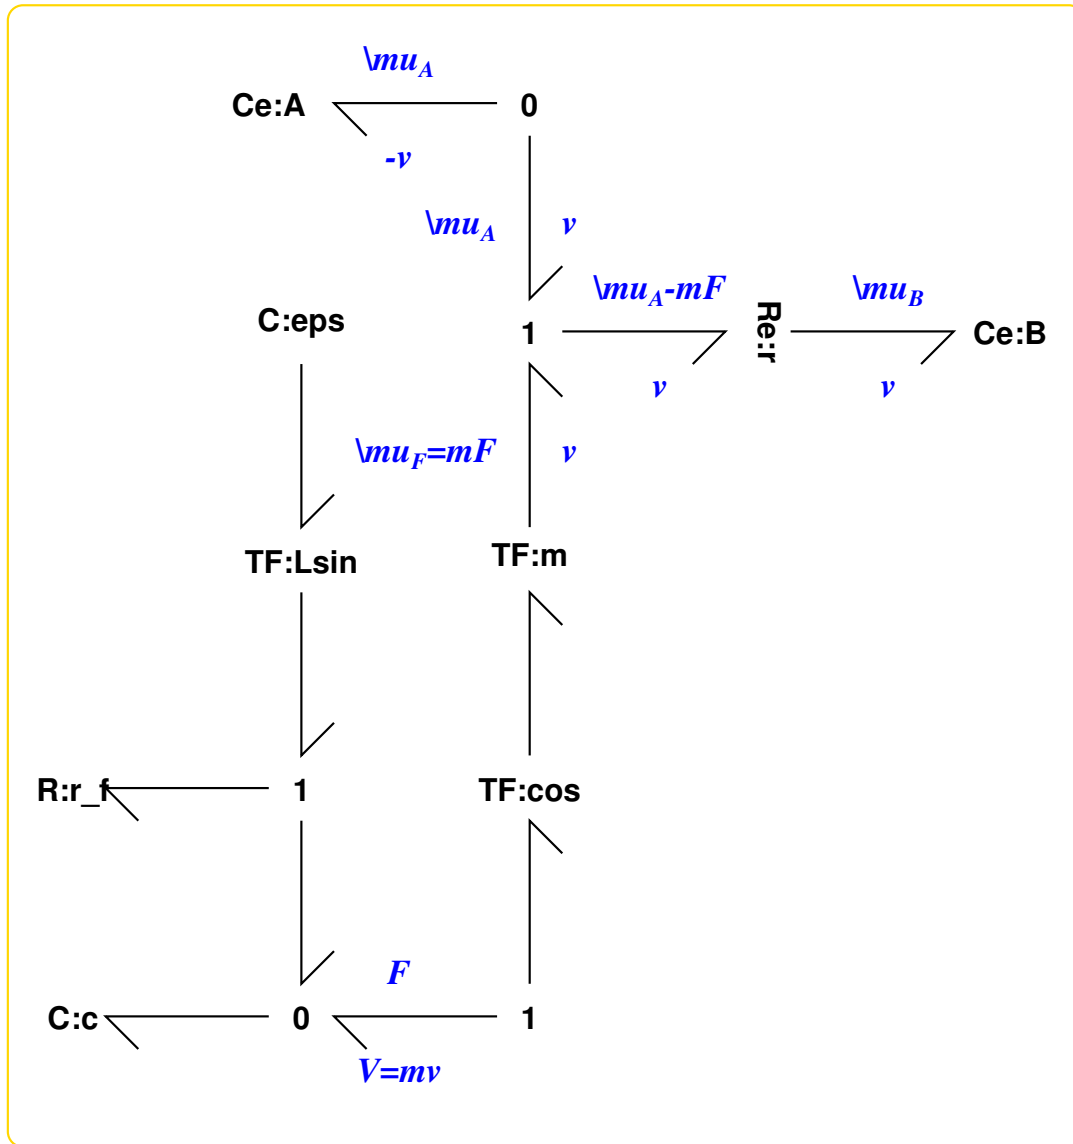 \mu_A
Ce:A
0
-v
\mu_A
v
\mu_A-mF
\mu_B
C:eps
1
Re:r
Ce:B
v
v
\mu_F=mF
v
TF:Lsin
TF:m
R:r_f
1
TF:cos
F
C:c
0
1
V=mv